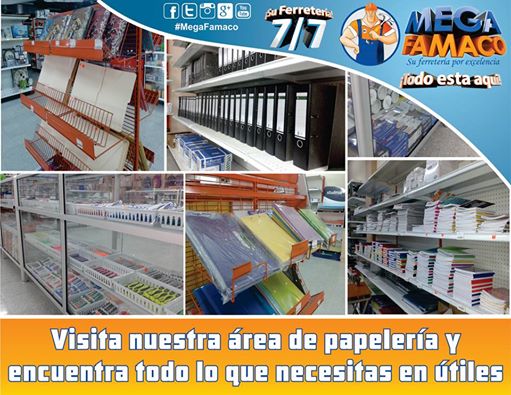 #MegaFamaco
¡Su Ferretería!
7/7
MEGA
FAMACO
Su ferretería por excelencia
¡Todo esta aquí!
Visita nuestra área de papelería y
encuentra todo lo que necesitas en útiles